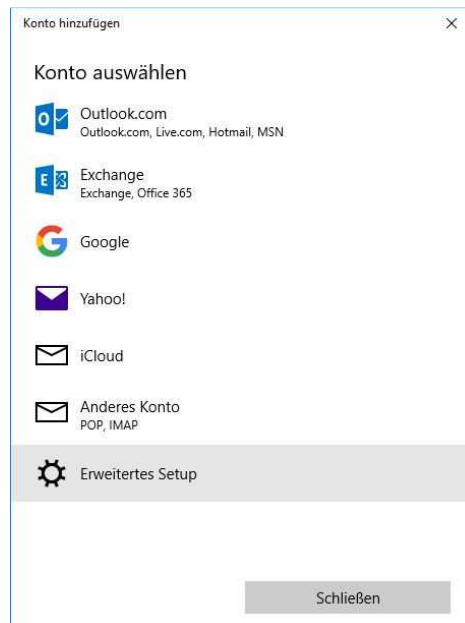 Konto hinzufügen
Konto auswählen
Outlook.com
Outlook.com, Live.com, Hotmail, MSN
Exchange
Exchange, Office 365
Google
Yahoo!
iCloud
Anderes Konto
POP, IMAP
Erweitertes Setup
Schließen